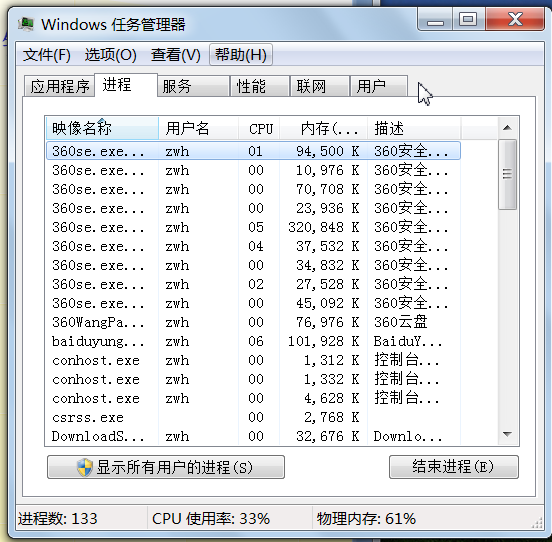 Windows 任务管理器
文件(F) 选项(O) 查看(V) 帮助(H)
应用程序 进程 服务 性能 联网 用户
映像名称 用户名 CPU 内存(... 描述
360se.exe... zwh 01 94,500 K 360安全...
360se.exe... zwh 00 10,976 K 360安全...
360se.exe... zwh 00 70,708 K 360安全...
360se.exe... zwh 00 23,936 K 360安全...
360se.exe... zwh 05 320,848 K 360安全...
360se.exe... zwh 04 37,532 K 360安全...
360se.exe... zwh 00 34,832 K 360安全...
360se.exe... zwh 02 27,528 K 360安全...
360se.exe... zwh 00 45,092 K 360安全...
360WangPa... zwh 00 76,976 K 360云盘
baiduyung... zwh 06 101,928 K BaiduY...
conhost.exe zwh 00 1,312 K 控制台...
conhost.exe zwh 00 1,332 K 控制台...
conhost.exe zwh 00 4,628 K 控制台...
csrss.exe 00 2,768 K
DownloadS... zwh 00 32,676 K Downlo...
显示所有用户的进程(S) 结束进程(E)
进程数: 133 CPU 使用率: 33% 物理内存: 61%